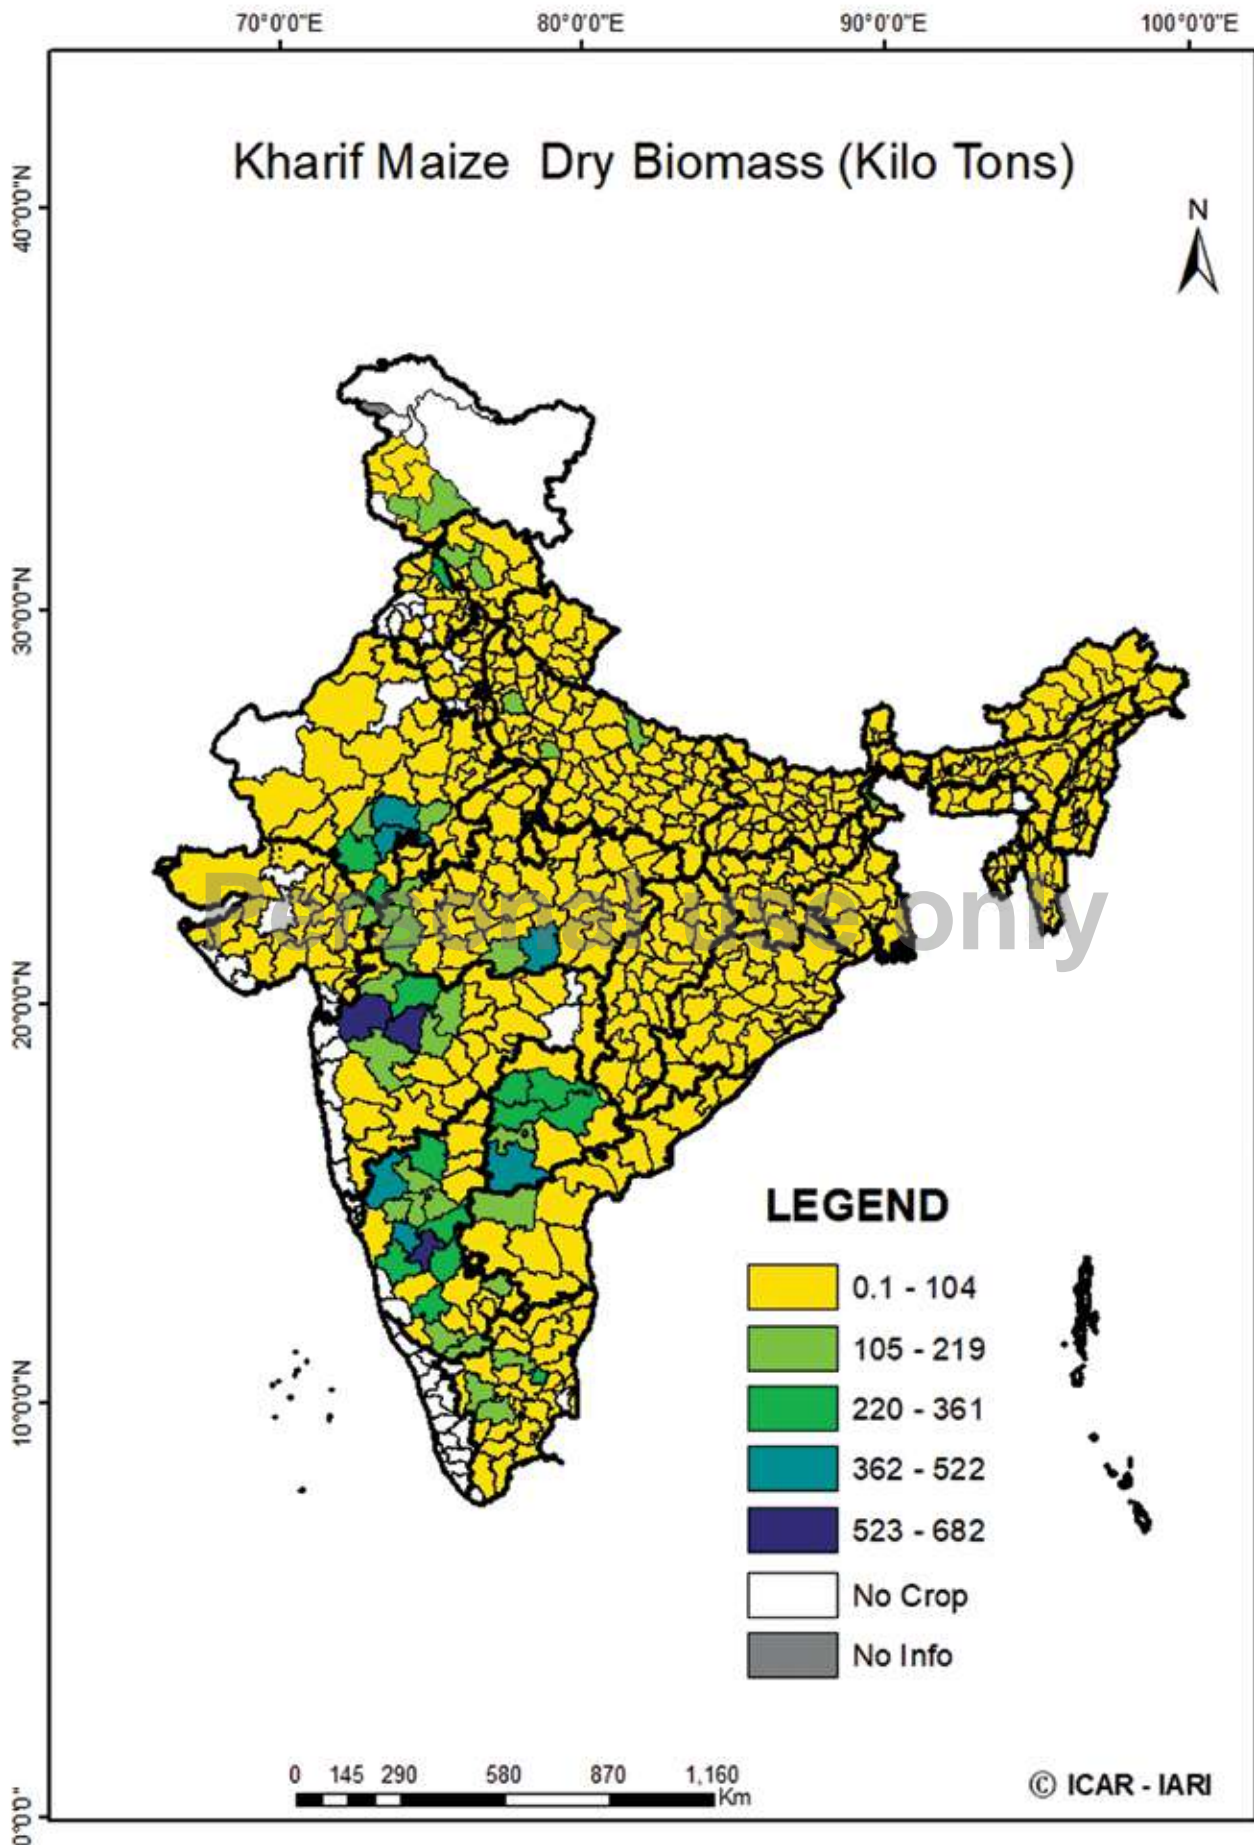 70°0'0"E 80°0'0"E 90°0'0"E 100°0'0"E
Kharif Maize Dry Biomass (Kilo Tons)
N
40°0'0"N
30°0'0"N
20°0'0"N
10°0'0"N
0°0'0"
Personal use only
LEGEND
0.1 - 104
105 - 219
220 - 361
362 - 522
523 - 682
No Crop
No Info
0 145 290 580 870 1,160
Km
© ICAR - IARI